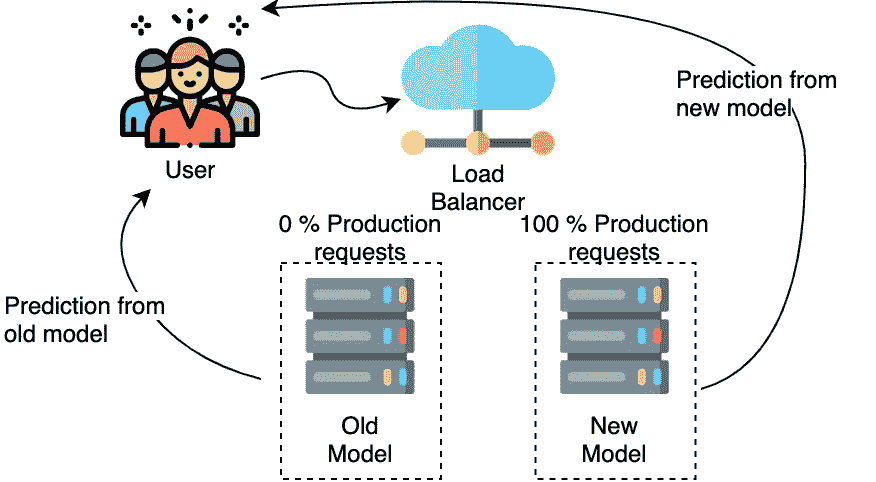 User
Load
Balancer
Prediction from
new model
0 % Production
requests
100 % Production
requests
Prediction from
old model
Old
Model
New
Model